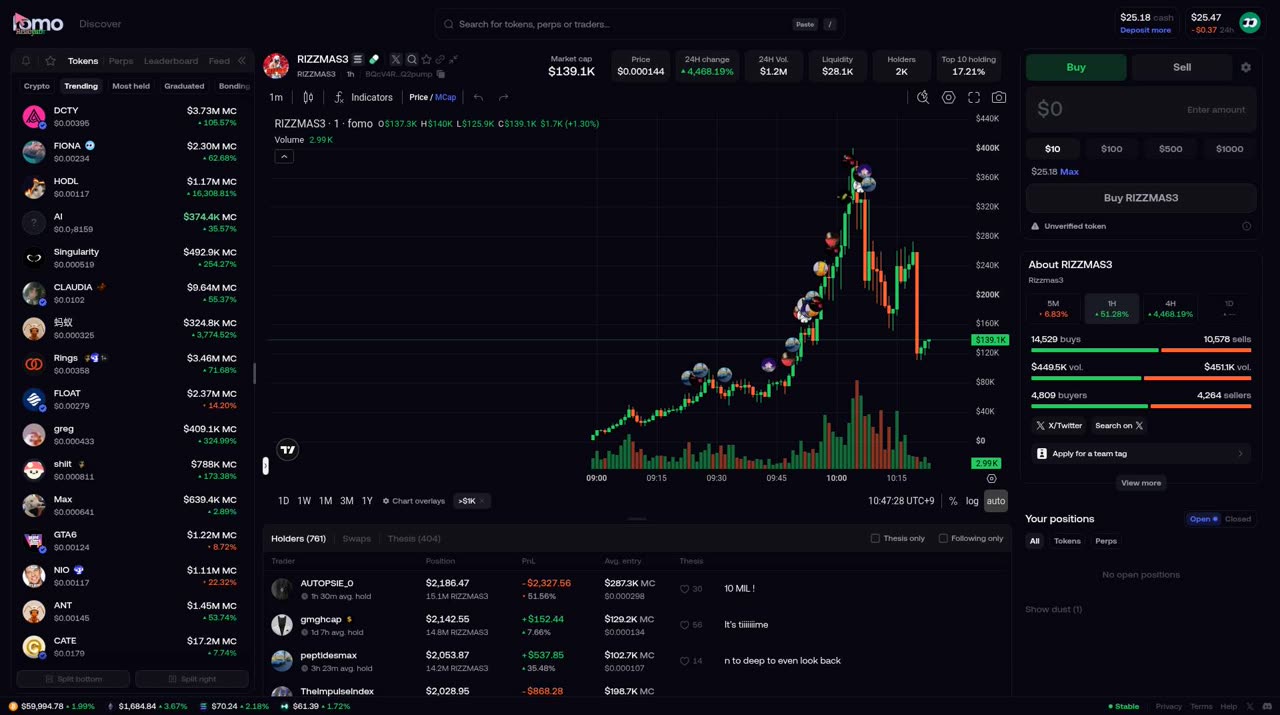 fomo
Discover
Search for tokens, perps or traders...
Paste
/
$25.18 cash
Deposit more
$25.47
- $0.37 24h
Tokens Perps Leaderboard Feed
Crypto Trending Most held Graduated Bonding
DCTY $3.73M MC
$0.00395 105.57%
FIONA $2.30M MC
$0.00234 62.68%
HODL $1.17M MC
$0.00117 16,308.81%
AI $374.4K MC
$0.0₇8159 35.57%
Singularity $492.9K MC
$0.000519 254.27%
CLAUDIA $9.64M MC
$0.0102 55.37%
蚂蚁 $324.8K MC
$0.000325 3,774.52%
Rings 1+ $3.46M MC
$0.00358 71.68%
FLOAT $2.37M MC
$0.00279 14.20%
greg $409.1K MC
$0.000433 324.99%
shiit $788K MC
$0.000811 173.38%
Max $639.4K MC
$0.000641 2.89%
GTA6 $1.22M MC
$0.00124 8.72%
NIO $1.11M MC
$0.00117 22.32%
ANT $1.45M MC
$0.00145 53.74%
CATE $17.2M MC
$0.0179 7.74%
Split bottom Split right
RIZZMAS3
RIZZMAS3 1h BQcV4R...Q2pump
Market cap
$139.1K
Price
$0.000144
24H change
4,468.19%
24H Vol.
$1.2M
Liquidity
$28.1K
Holders
2K
Top 10 holding
17.21%
1m Indicators Price / MCap
RIZZMAS3 · 1 · fomo O$137.3K H$140K L$125.9K C$139.1K $1.7K (+1.30%)
Volume 2.99K
$440K
$400K
$360K
$320K
$280K
$240K
$200K
$160K
$139.1K
$120K
$80K
$40K
$0
2.99K
09:00 09:15 09:30 09:45 10:00 10:15
1D 1W 1M 3M 1Y Chart overlays >$1K × 10:47:28 UTC+9 % log auto
Holders (761) Swaps Thesis (404) Thesis only Following only
Trader Position PnL Avg. entry Thesis
AUTOPSIE_0 $2,186.47 - $2,327.56 $287.3K MC
1h 30m avg. hold 15.1M RIZZMAS3 51.56% $0.000298
30 10 MIL !
gmghcap $2,142.55 + $152.44 $129.2K MC
1d 7h avg. hold 14.8M RIZZMAS3 7.66% $0.000134
56 It's tiiiiiiime
peptidesmax $2,053.87 + $537.85 $102.7K MC
3h 23m avg. hold 14.2M RIZZMAS3 35.48% $0.000107
14 n to deep to even look back
TheImpulseIndex $2,028.95 - $868.28 $198.7K MC
Buy Sell
$0 Enter amount
$10 $100 $500 $1000
$25.18 Max
Buy RIZZMAS3
Unverified token
About RIZZMAS3
Rizzmas3
5M 1H 4H 1D
6.83% 51.28% 4,468.19% --
14,529 buys 10,578 sells
$449.5K vol. $451.1K vol.
4,809 buyers 4,264 sellers
X/Twitter Search on X
Apply for a team tag
View more
Your positions Open Closed
All Tokens Perps
No open positions
Show dust (1)
$59,994.78 1.99% $1,684.84 3.67% $70.24 2.18% $61.39 1.72%
Stable Privacy Terms Help